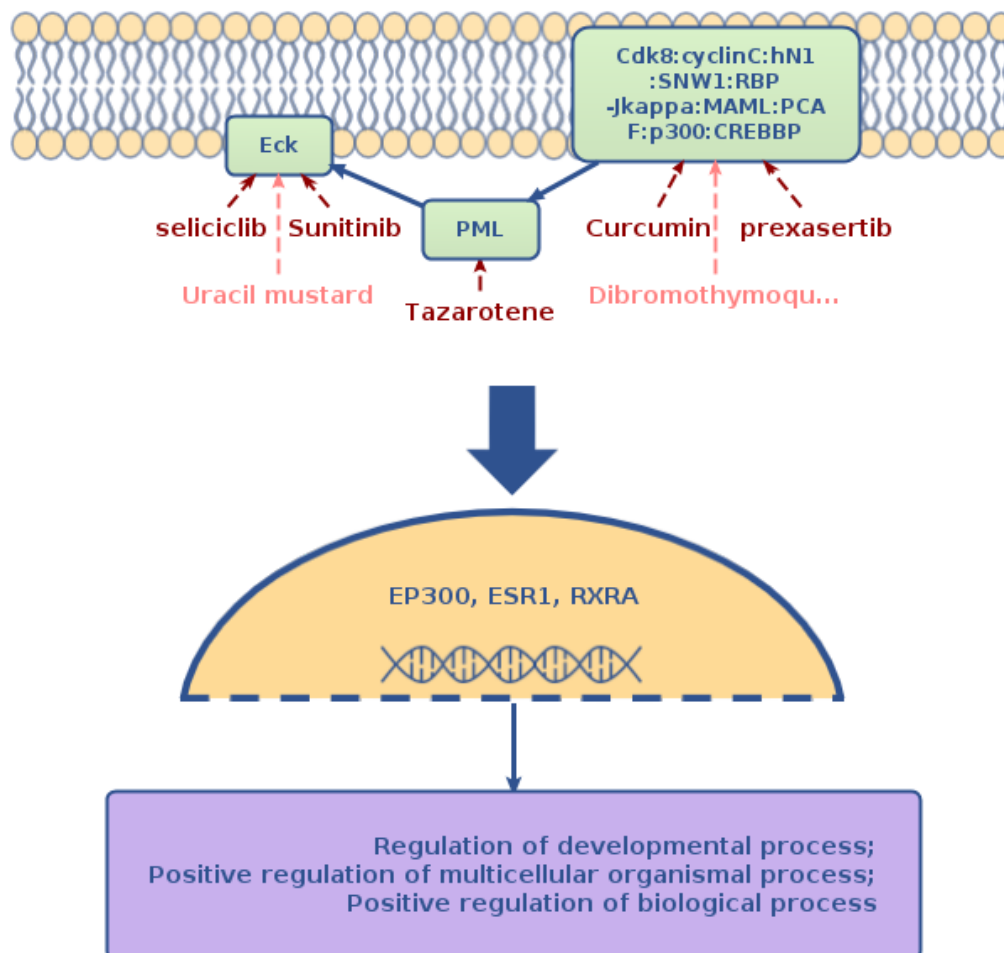 Cdk8:cyclinC:hN1
:SNW1:RBP
-Jkappa:MAML:PCA
F:p300:CREBBP
Eck
PML
seliciclib
Sunitinib
Curcumin
prexasertib
Uracil mustard
Tazarotene
Dibromothymoqu...
EP300, ESR1, RXRA
Regulation of developmental process;
Positive regulation of multicellular organismal process;
Positive regulation of biological process